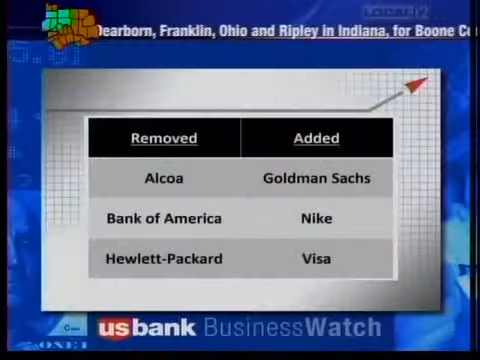 LOCAL12
Dearborn, Franklin, Ohio and Ripley in Indiana, for Boone Co
Removed Added
Alcoa Goldman Sachs
Bank of America Nike
Hewlett-Packard Visa
usbank BusinessWatch